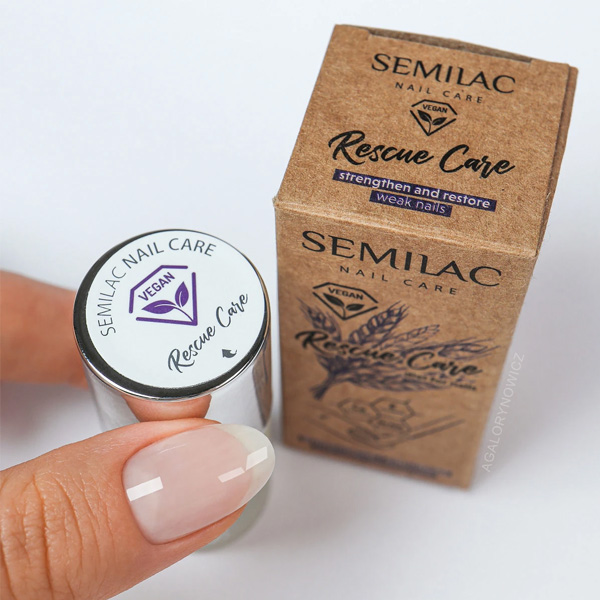 SEMILAC
NAIL CARE
VEGAN
Rescue Care
strengthen and restore
weak nails
SEMILAC
NAIL CARE
VEGAN
Rescue Care
SEMILAC NAIL CARE
VEGAN
Rescue Care
AGALORYNOWICZ